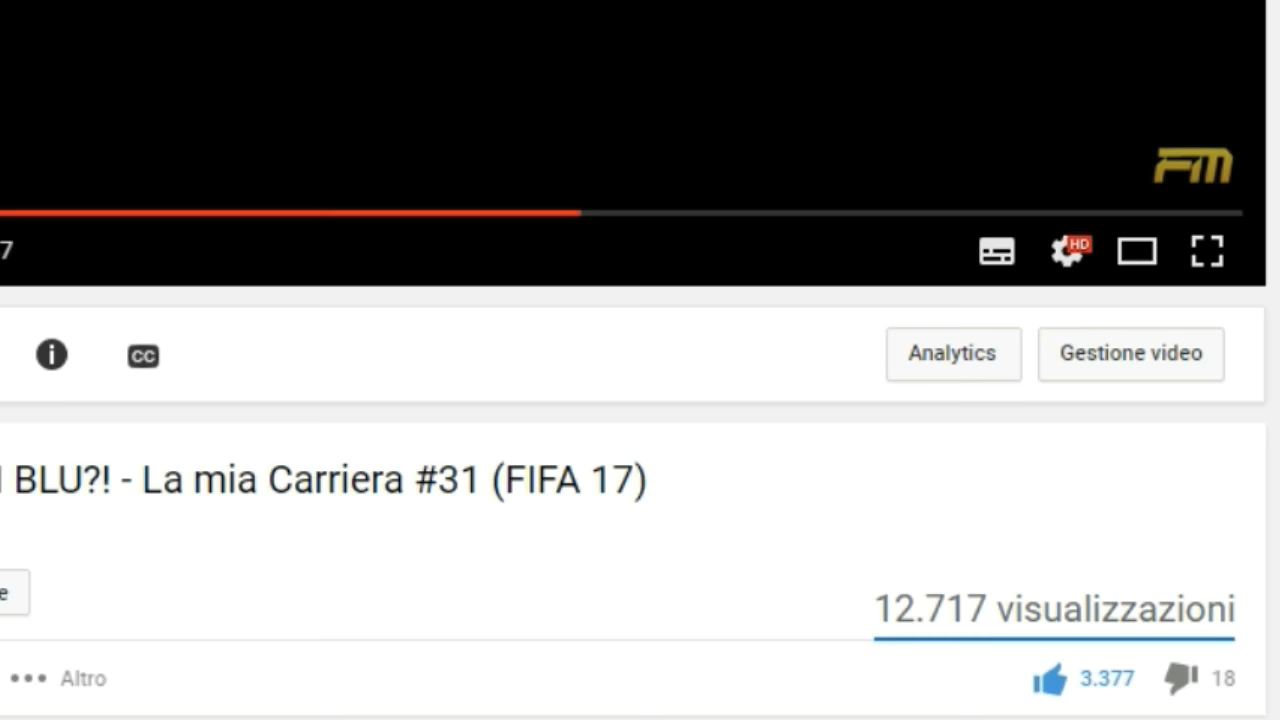 FM
7
HD
CC
Analytics
Gestione video
BLU?! - La mia Carriera #31 (FIFA 17)
e
12.717 visualizzazioni
Altro
3.377
18